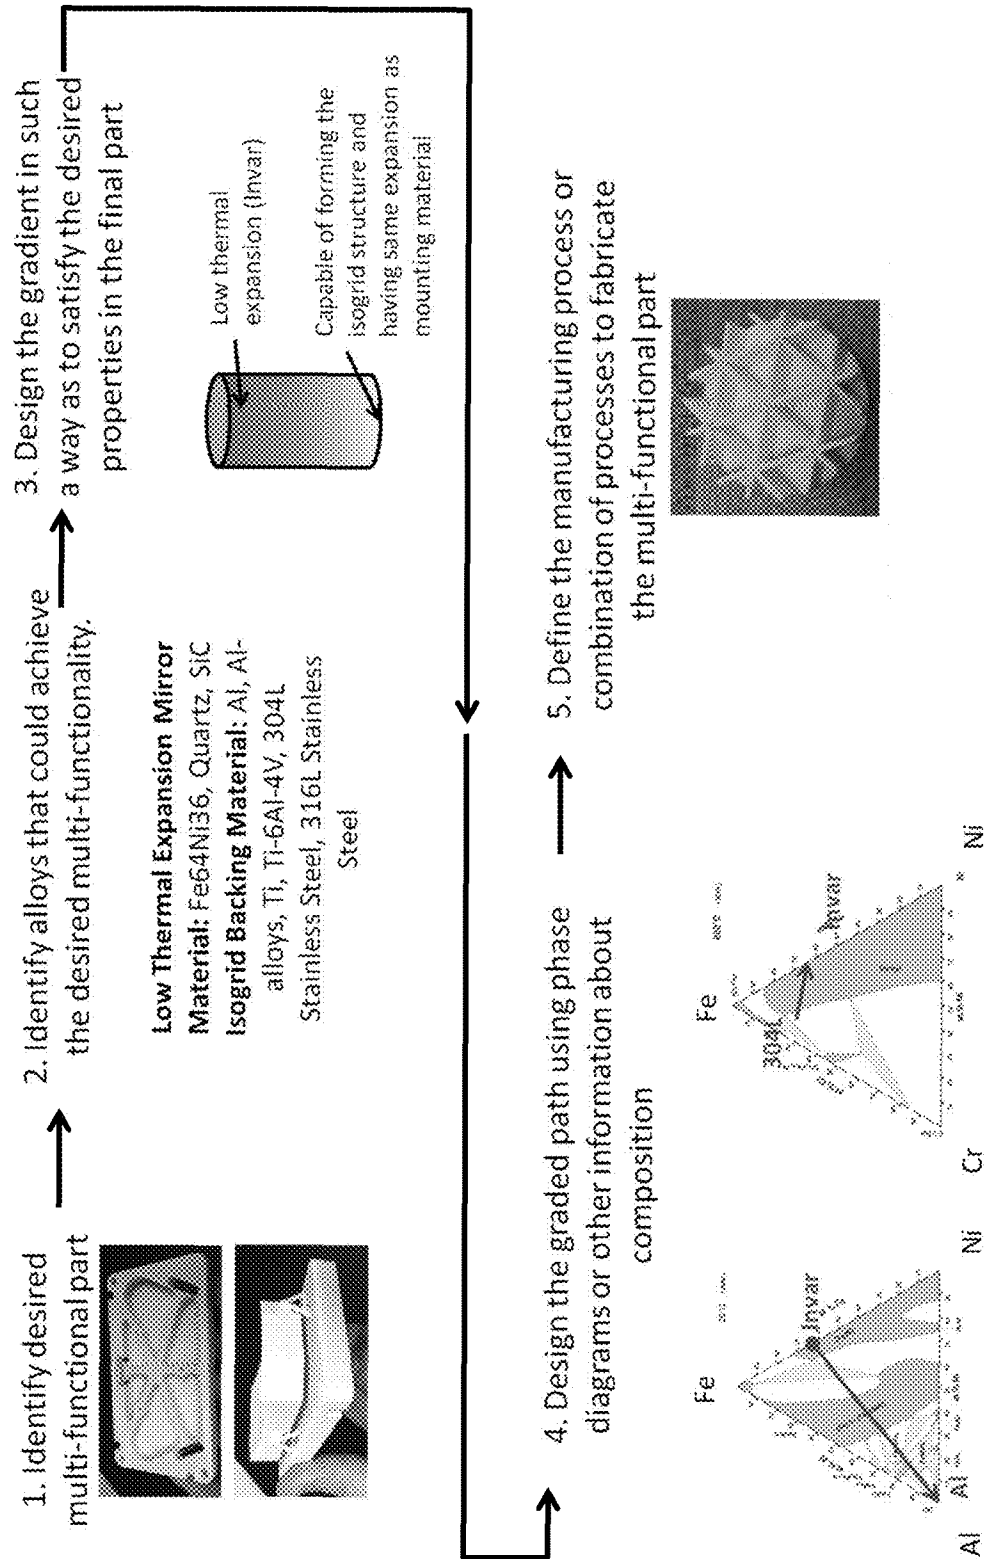 1. Identify desired
multi-functional part
2. Identify alloys that could achieve
the desired multi-functionality.
Low Thermal Expansion Mirror
Material: Fe64Ni36, Quartz, SiC
Isogrid Backing Material: Al, Al-
alloys, Ti, Ti-6Al-4V, 304L
Stainless Steel, 316L Stainless
Steel
3. Design the gradient in such
a way as to satisfy the desired
properties in the final part
Low thermal
expansion (Invar)
Capable of forming the
isogrid structure and
having same expansion as
mounting material
4. Design the graded path using phase
diagrams or other information about
composition
Fe
Invar
Al
Al
Ni
Fe
304L
Invar
Cr
Ni
5. Define the manufacturing process or
combination of processes to fabricate
the multi-functional part